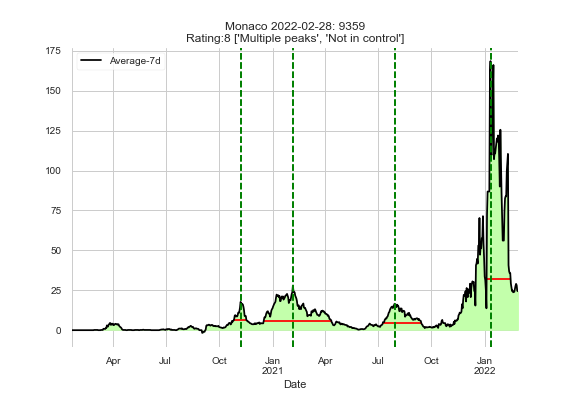 Monaco 2022-02-28: 9359
Rating:8 ['Multiple peaks', 'Not in control']
Average-7d
175
150
125
100
75
50
25
0
Apr
Jul
Oct
Jan
2021
Apr
Jul
Oct
Jan
2022
Date